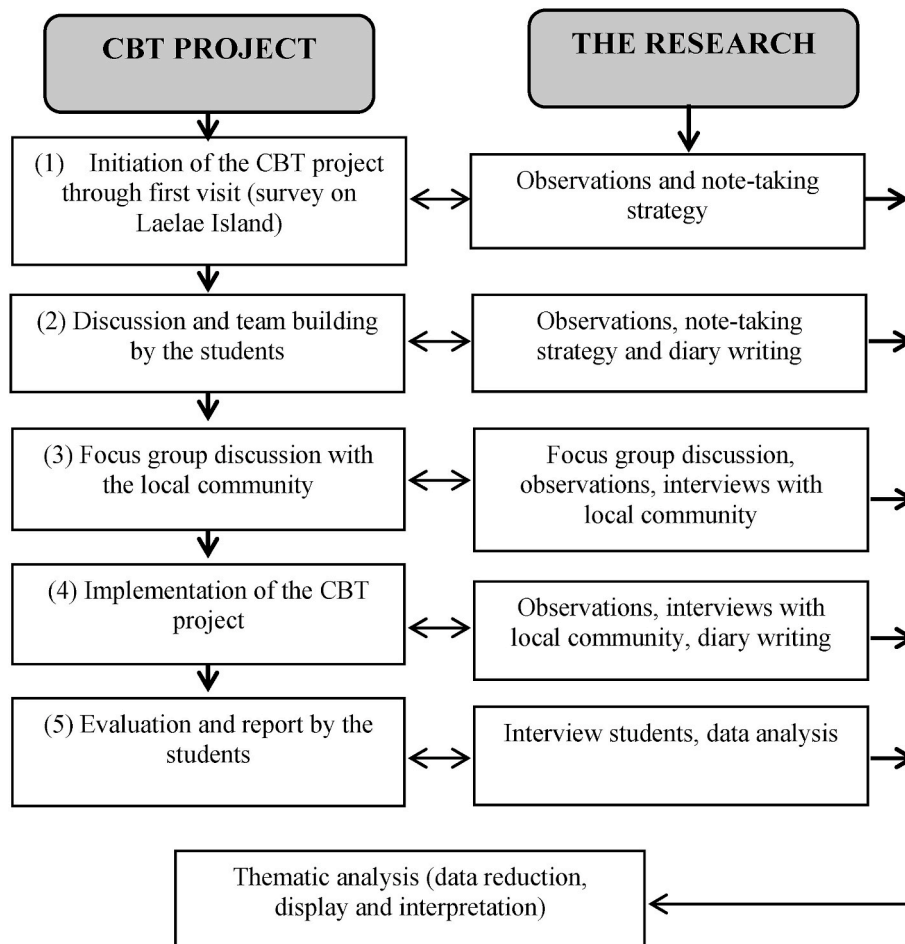 CBT PROJECT
THE RESEARCH
(1) Initiation of the CBT project
through first visit (survey on
Laelae Island)
Observations and note-taking
strategy
(2) Discussion and team building
by the students
Observations, note-taking
strategy and diary writing
(3) Focus group discussion with
the local community
Focus group discussion,
observations, interviews with
local community
(4) Implementation of the CBT
project
Observations, interviews with
local community, diary writing
(5) Evaluation and report by the
students
Interview students, data analysis
Thematic analysis (data reduction,
display and interpretation)